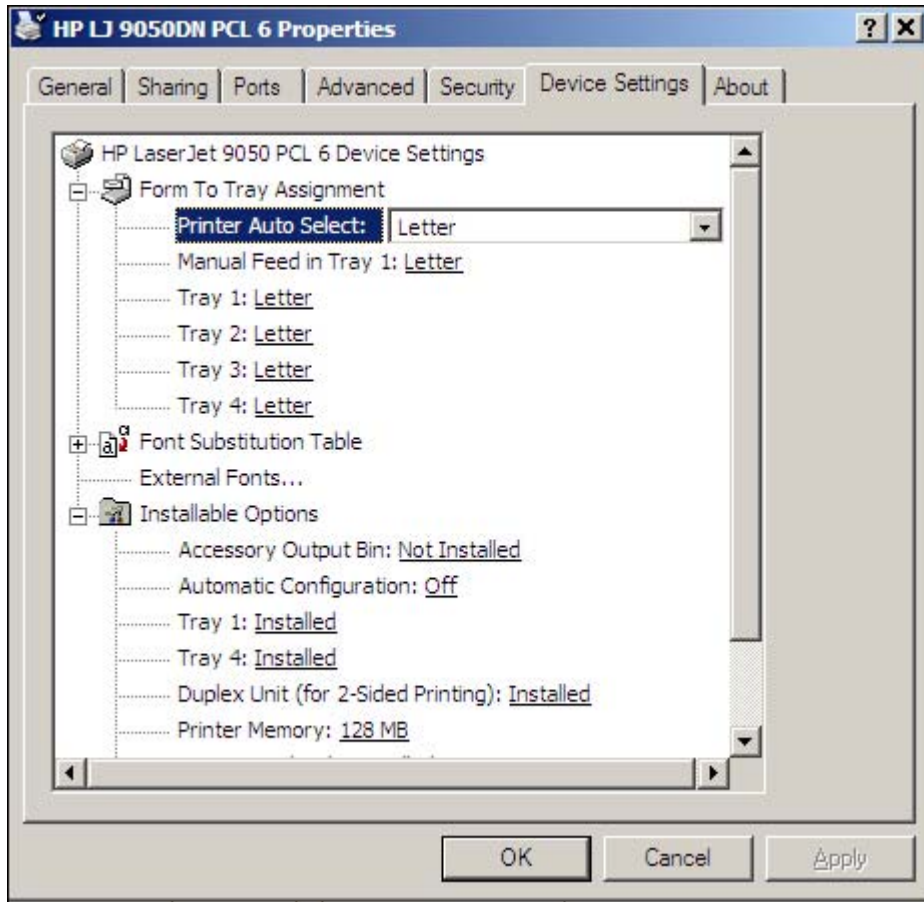 HP LJ 9050DN PCL 6 Properties
General Sharing Ports Advanced Security Device Settings About
HP LaserJet 9050 PCL 6 Device Settings
Form To Tray Assignment
Printer Auto Select: Letter
Manual Feed in Tray 1: Letter
Tray 1: Letter
Tray 2: Letter
Tray 3: Letter
Tray 4: Letter
Font Substitution Table
External Fonts...
Installable Options
Accessory Output Bin: Not Installed
Automatic Configuration: Off
Tray 1: Installed
Tray 4: Installed
Duplex Unit (for 2-Sided Printing): Installed
Printer Memory: 128 MB
OK Cancel Apply